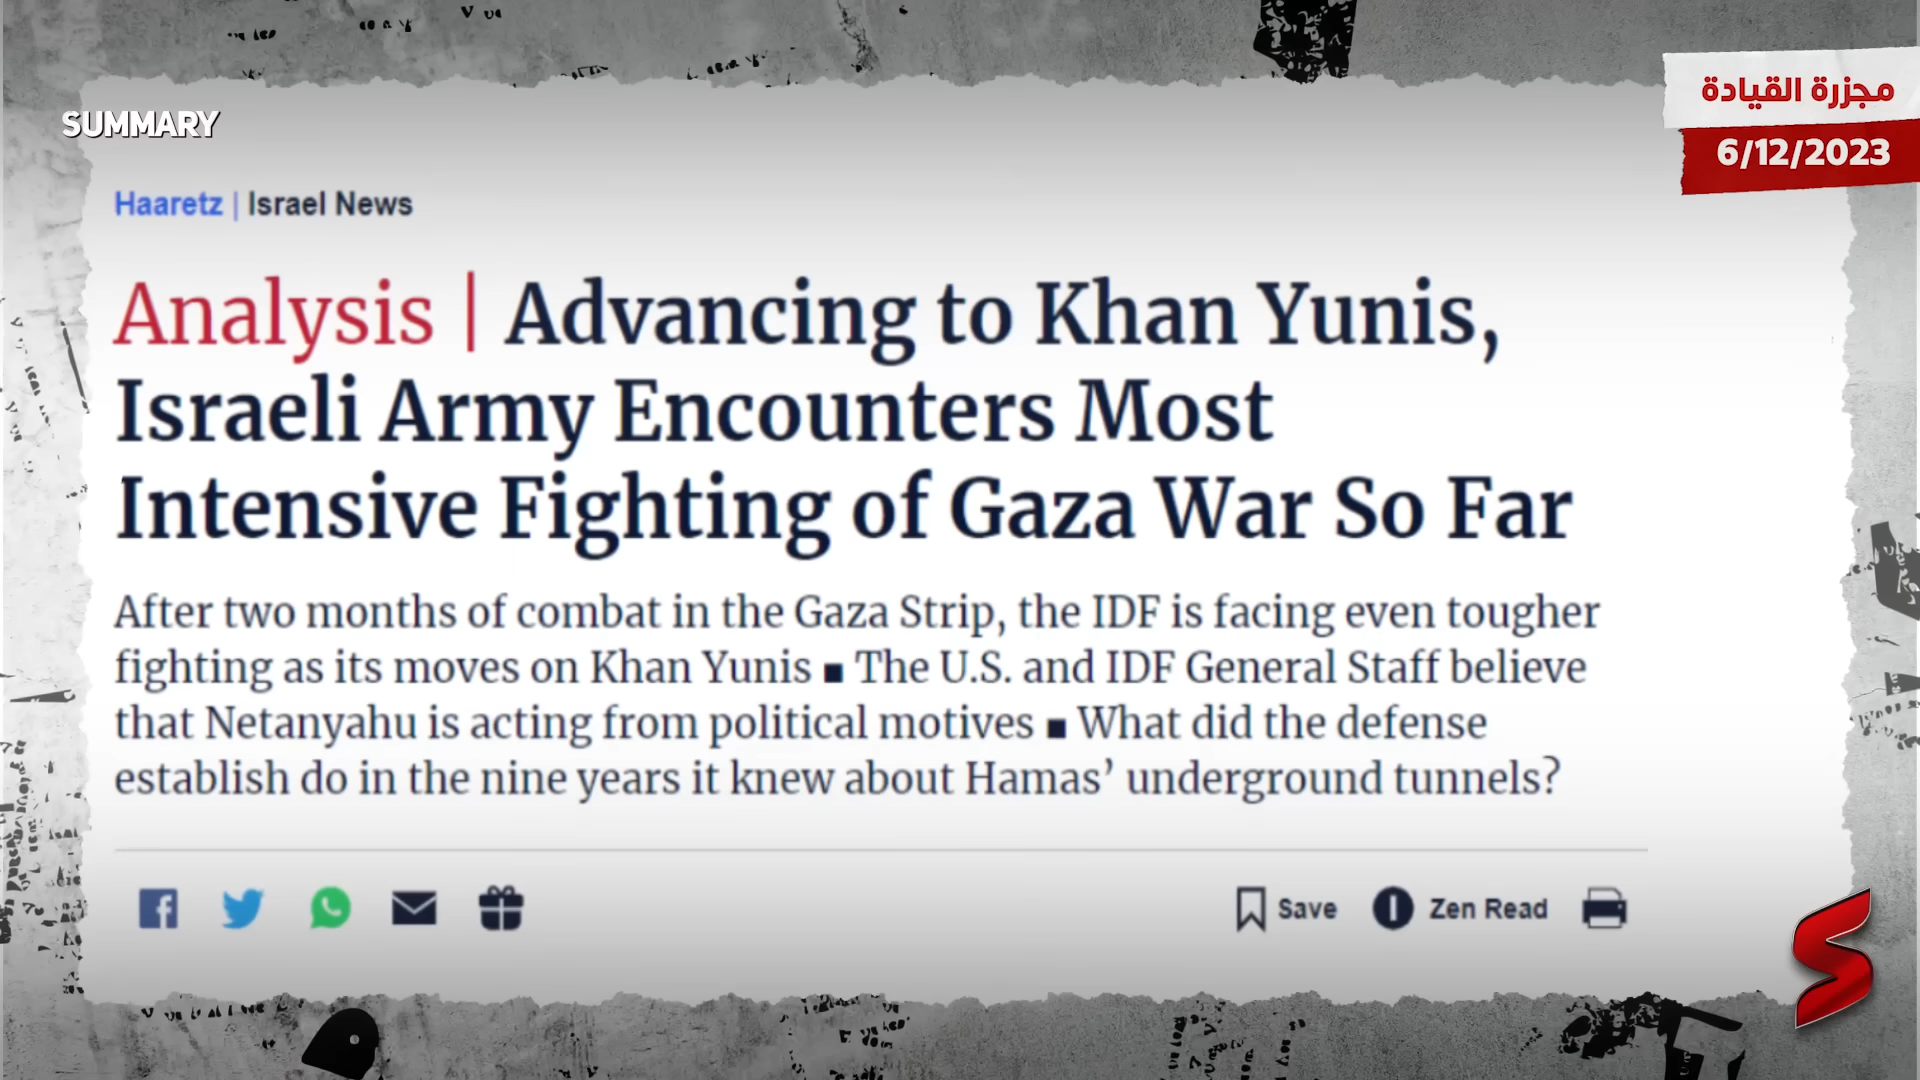 SUMMARY
مجزرة القيادة
6/12/2023
Haaretz | Israel News
Analysis | Advancing to Khan Yunis,
Israeli Army Encounters Most
Intensive Fighting of Gaza War So Far
After two months of combat in the Gaza Strip, the IDF is facing even tougher
fighting as its moves on Khan Yunis ■ The U.S. and IDF General Staff believe
that Netanyahu is acting from political motives ■ What did the defense
establish do in the nine years it knew about Hamas’ underground tunnels?
Save
Zen Read